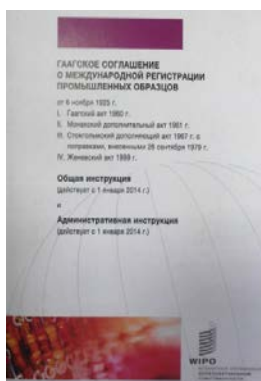 ГААГСКОЕ СОГЛАШЕНИЕ
О МЕЖДУНАРОДНОЙ РЕГИСТРАЦИИ
ПРОМЫШЛЕННЫХ ОБРАЗЦОВ
от 6 ноября 1925 г.
I. Гаагский акт 1960 г.
II. Монакский дополнительный акт 1961 г.
III. Стокгольмский дополняющий акт 1967 г. с
поправками, внесенными 28 сентября 1979 г.
IV. Женевский акт 1999 г.
Общая инструкция
(действует с 1 января 2014 г.)
и
Административная инструкция
(действует с 1 января 2014 г.)
WIPO